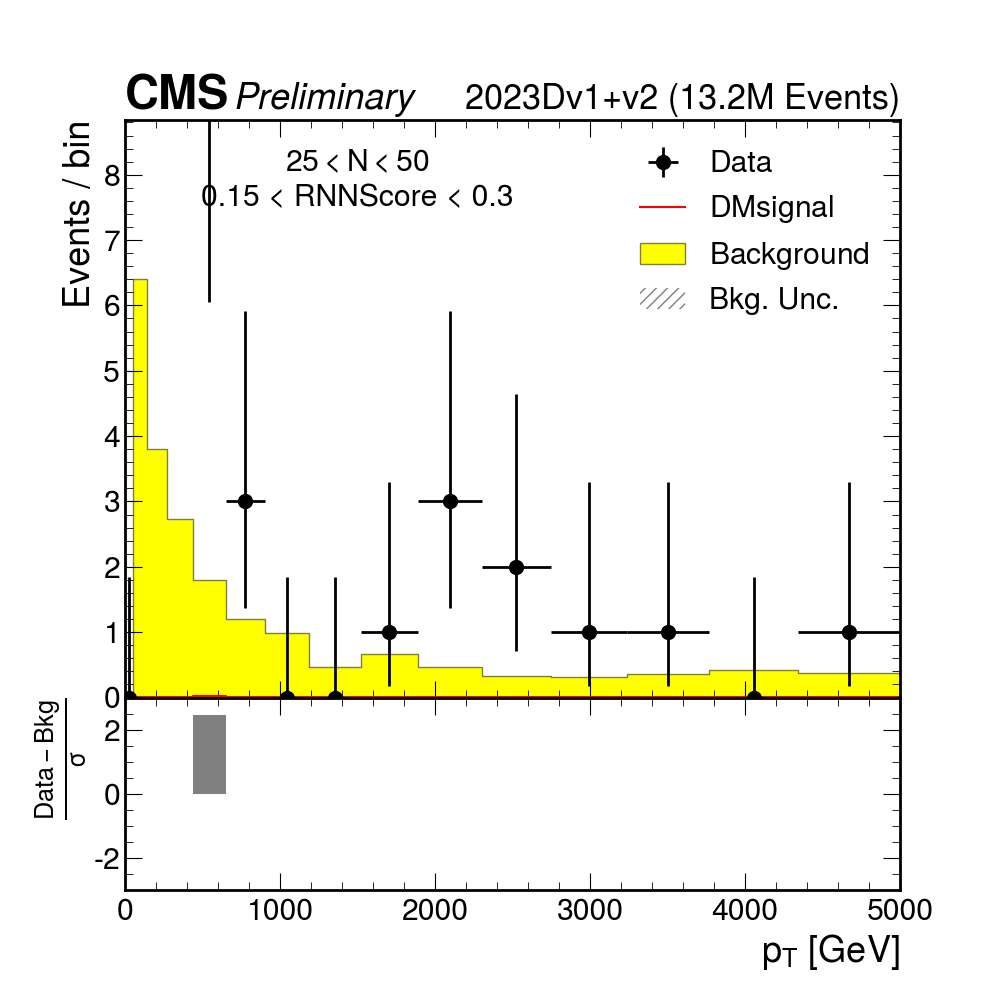 CMS Preliminary 2023Dv1+v2 (13.2M Events)
Events / bin
25 < N < 50
0.15 < RNNScore < 0.3
Data
DMsignal
Background
Bkg. Unc.
8
7
6
5
4
3
2
1
0
Data – Bkg
σ
2
0
-2
0 1000 2000 3000 4000 5000
pT [GeV]